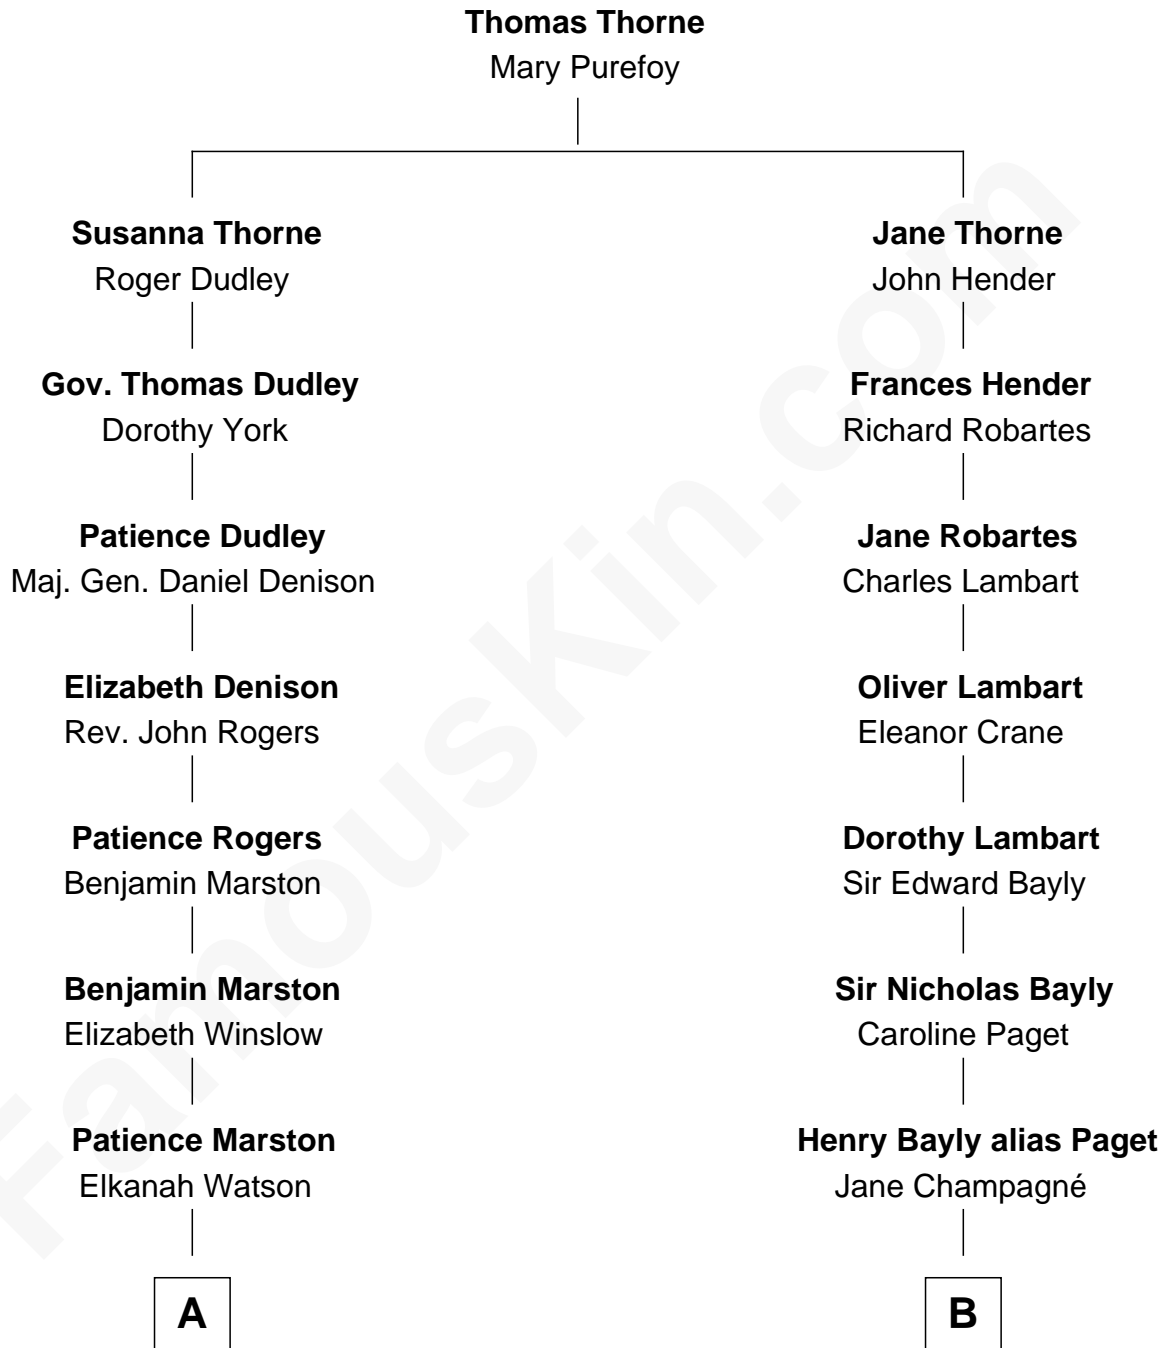 Thomas Thorne
Mary Purefoy
Susanna Thorne
Roger Dudley
Jane Thorne
John Hender
Gov. Thomas Dudley
Dorothy York
Frances Hender
Richard Robartes
Patience Dudley
Maj. Gen. Daniel Denison
Jane Robartes
Charles Lambart
Elizabeth Denison
Rev. John Rogers
Oliver Lambart
Eleanor Crane
Patience Rogers
Benjamin Marston
Dorothy Lambart
Sir Edward Bayly
Benjamin Marston
Elizabeth Winslow
Sir Nicholas Bayly
Caroline Paget
Patience Marston
Elkanah Watson
Henry Bayly alias Paget
Jane Champagné
A
B
FamousKin.com